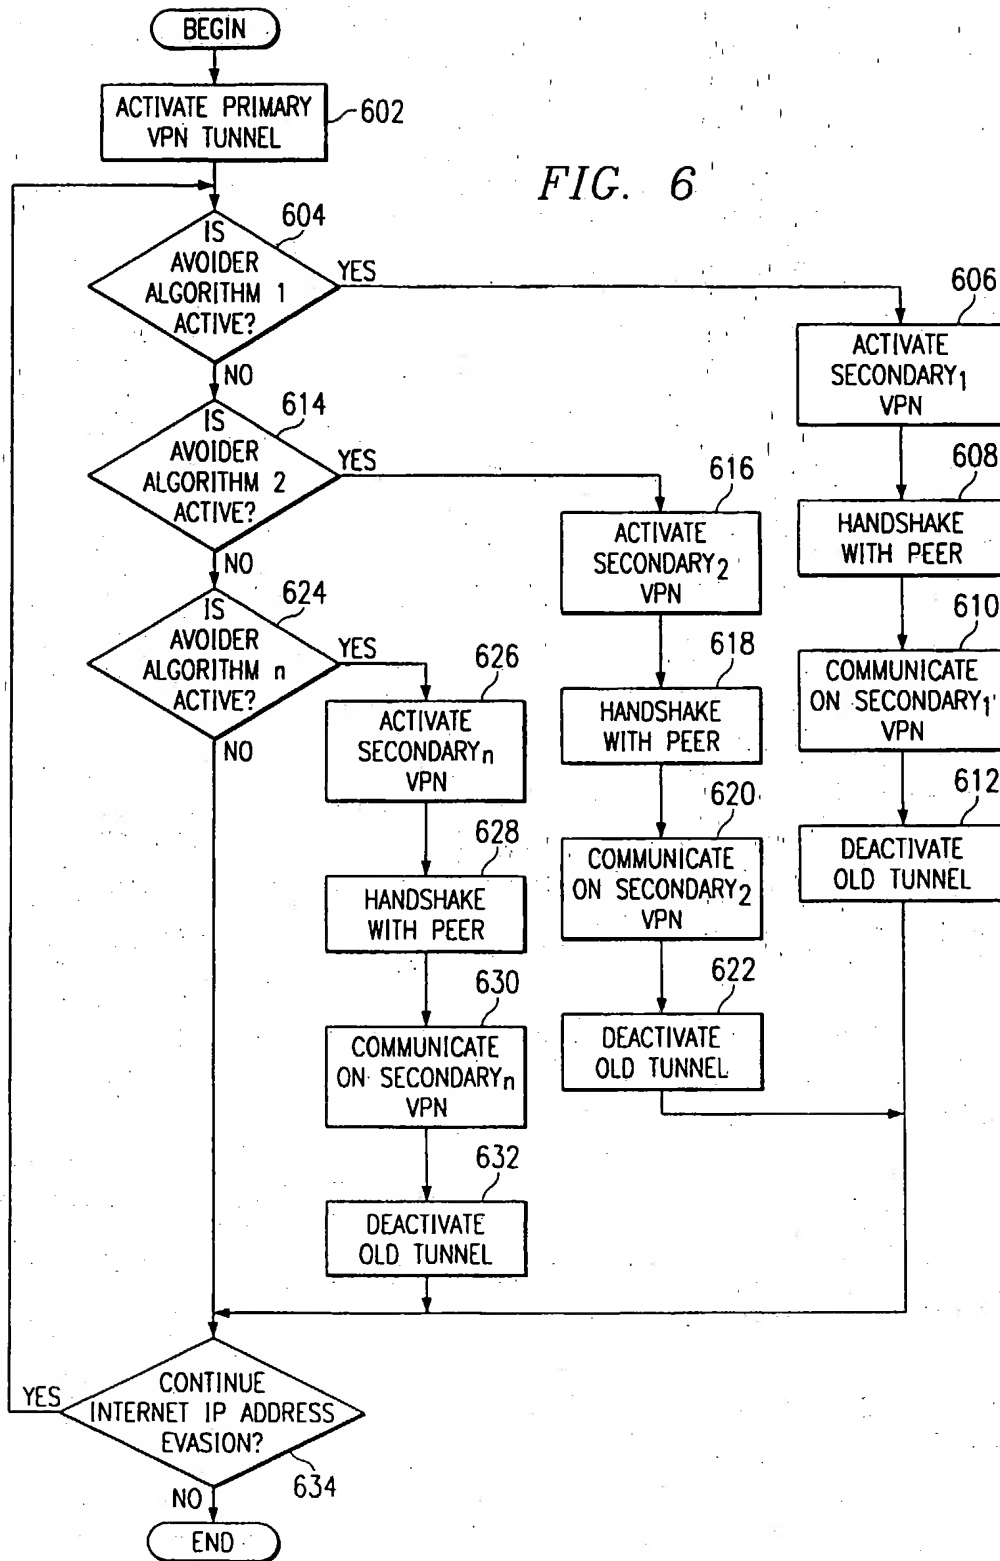 BEGIN
ACTIVATE PRIMARY
VPN TUNNEL
602
FIG. 6
IS
AVOIDER
ALGORITHM 1
ACTIVE?
604
YES
NO
606
ACTIVATE
SECONDARY1
VPN
608
HANDSHAKE
WITH PEER
610
COMMUNICATE
ON SECONDARY1'
VPN
612
DEACTIVATE
OLD TUNNEL
IS
AVOIDER
ALGORITHM 2
ACTIVE?
614
YES
NO
616
ACTIVATE
SECONDARY2
VPN
618
HANDSHAKE
WITH PEER
620
COMMUNICATE
ON SECONDARY2
VPN
622
DEACTIVATE
OLD TUNNEL
IS
AVOIDER
ALGORITHM n
ACTIVE?
624
YES
NO
626
ACTIVATE
SECONDARYn
VPN
628
HANDSHAKE
WITH PEER
630
COMMUNICATE
ON SECONDARYn
VPN
632
DEACTIVATE
OLD TUNNEL
CONTINUE
INTERNET IP ADDRESS
EVASION?
634
YES
NO
END